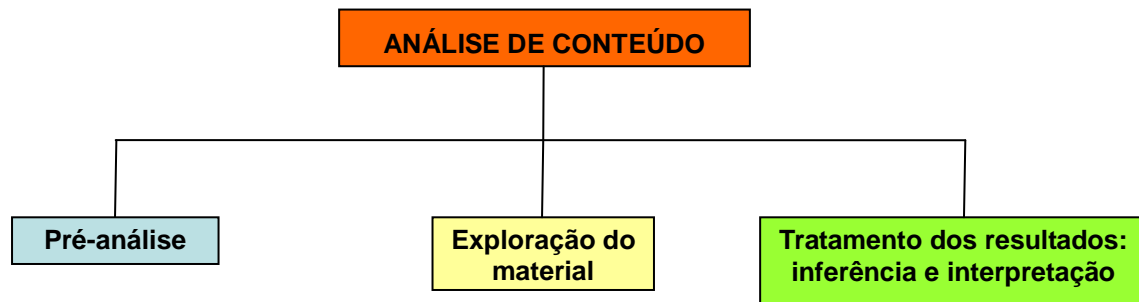 ANÁLISE DE CONTEÚDO
Pré-análise
Exploração do
material
Tratamento dos resultados:
inferência e interpretação